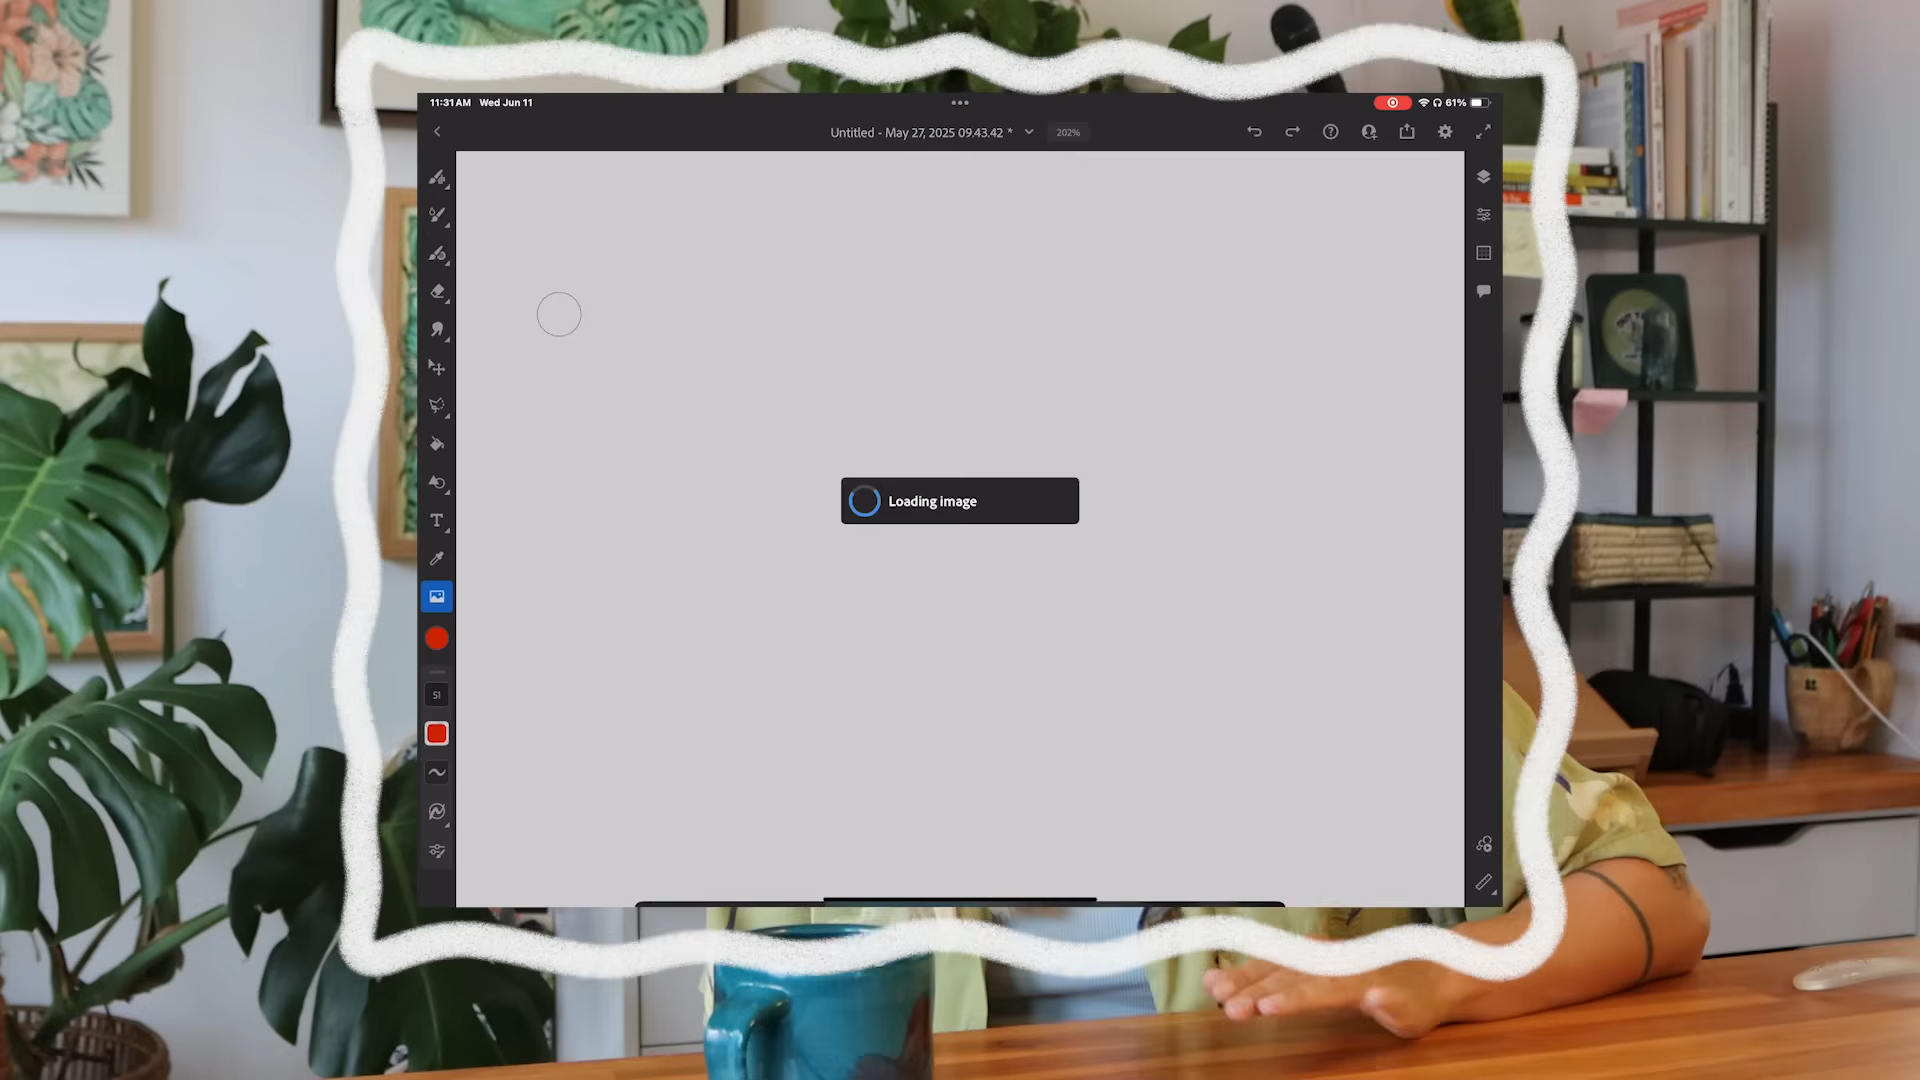 11:31 AM Wed Jun 11
61%
Untitled - May 27, 2025 09.43.42 *
202%
Loading image
51